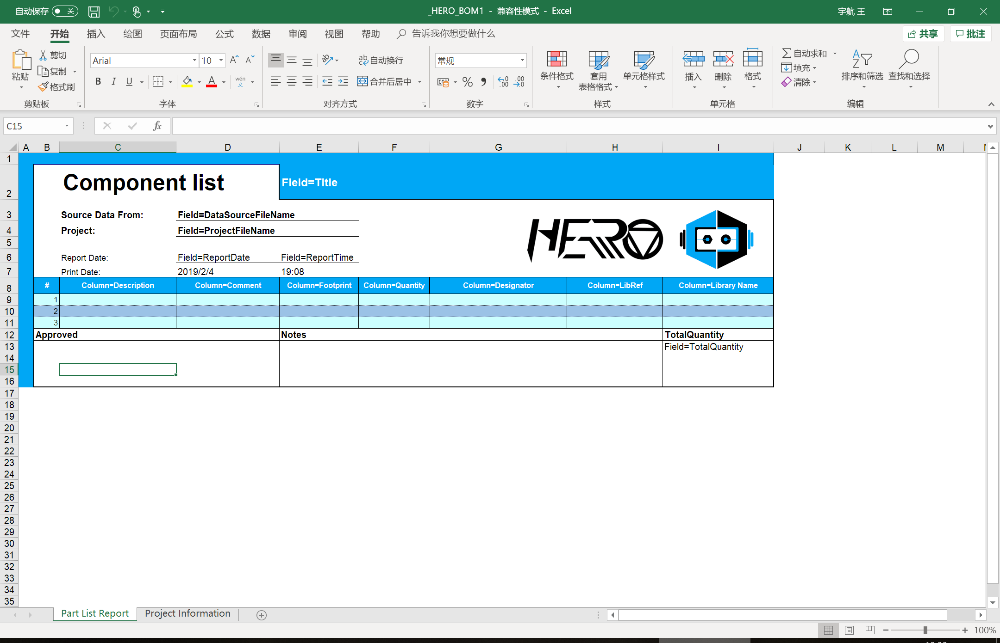 自动保存 关 _HERO_BOM1 - 兼容性模式 - Excel 宇航 王
文件 开始 插入 绘图 页面布局 公式 数据 审阅 视图 帮助 告诉我你想要做什么 共享 批注
粘贴 剪切 复制 格式刷 剪贴板
Arial 10 A A B I U A wén 文 字体
ab 自动换行 合并后居中 对齐方式
常规 % .00 .00 数字
条件格式 套用 表格格式 单元格样式 样式
插入 删除 格式 单元格
自动求和 填充 清除 排序和筛选 查找和选择 编辑
C15 fx
A B C D E F G H I J K L M
1
2 Component list Field=Title
3 Source Data From: Field=DataSourceFileName
4 Project: Field=ProjectFileName
HERO
5
6 Report Date: Field=ReportDate Field=ReportTime
7 Print Date: 2019/2/4 19:08
8 # Column=Description Column=Comment Column=Footprint Column=Quantity Column=Designator Column=LibRef Column=Library Name
9 1
10 2
11 3
12 Approved Notes TotalQuantity
13 Field=TotalQuantity
14
15
16
17
18
19
20
21
22
23
24
25
26
27
28
29
30
31
32
33
34
35
Part List Report Project Information
100%